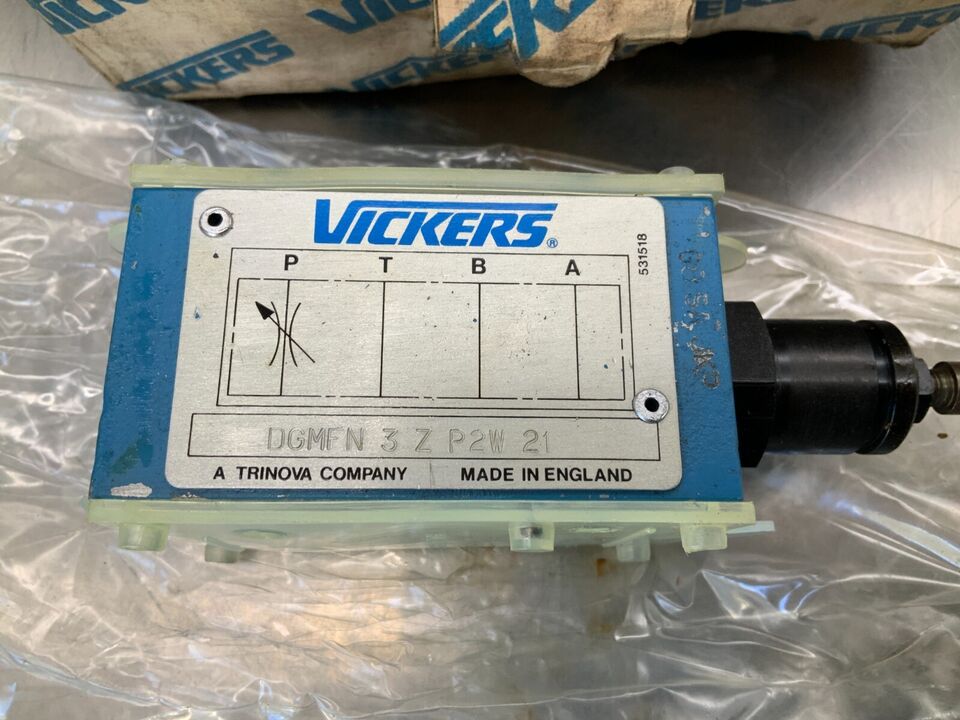 VICKERS
VICKERS
VICKERS®
P T B A
531518
DGMFN 3 Z P2W 21
A TRINOVA COMPANY MADE IN ENGLAND